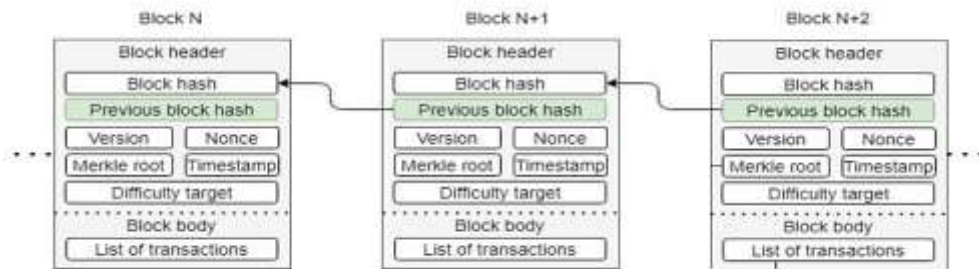 Block N
Block header
Block hash
Previous block hash
Version Nonce
Merkle root Timestamp
Difficulty target
Block body
List of transactions
Block N+1
Block header
Block hash
Previous block hash
Version Nonce
Merkle root Timestamp
Difficulty target
Block body
List of transactions
Block N+2
Block header
Block hash
Previous block hash
Version Nonce
Merkle root Timestamp
Difficulty target
Block body
List of transactions